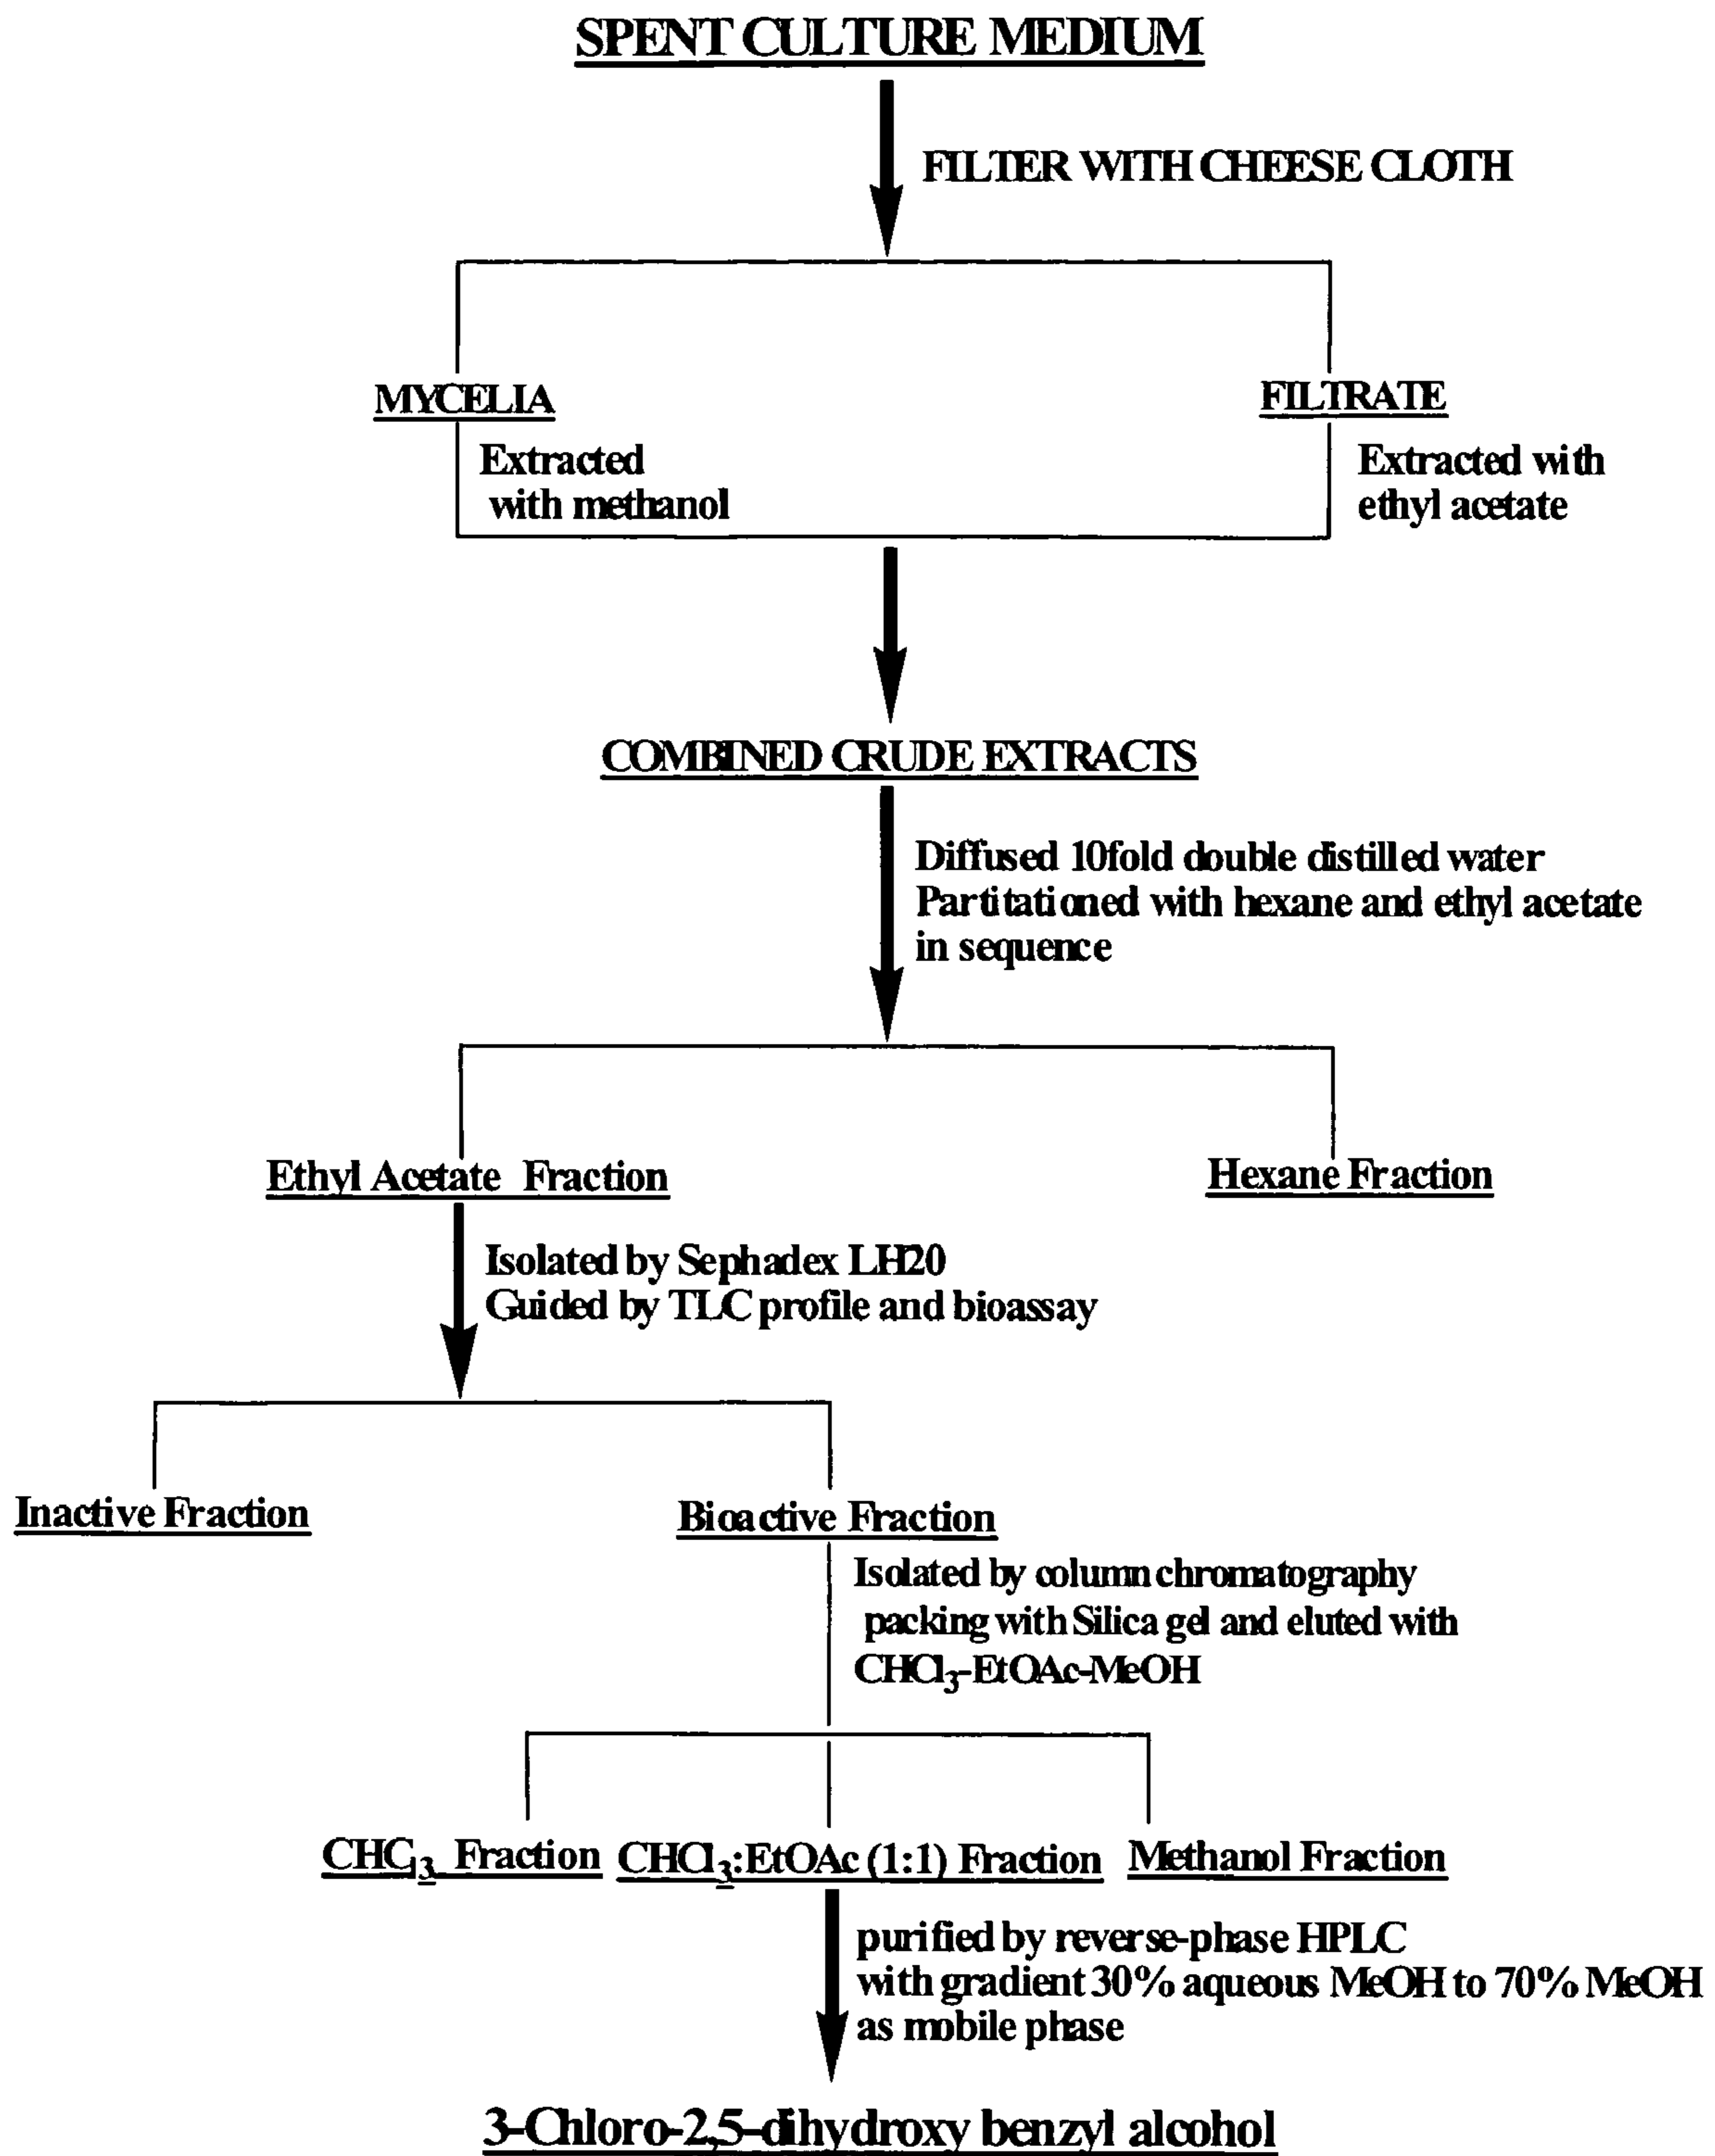 SPENT CULTURE MEDIUM
FILTER WITH CHEESE CLOTH
MYCELIA
Extracted
with methanol
FILTRATE
Extracted with
ethyl acetate
COMBINED CRUDE EXTRACTS
Diffused 10fold double distilled water
Partitationed with hexane and ethyl acetate
in sequence
Ethyl Acetate Fraction
Hexane Fraction
Isolated by Sephadex LH20
Guided by TLC profile and bioassay
Inactive Fraction
Bioactive Fraction
Isolated by column chromatography
packing with Silica gel and eluted with
CHCl3-EtOAc-MeOH
CHCl3 Fraction
CHCl3:EtOAc (1:1) Fraction
Methanol Fraction
purified by reverse-phase HPLC
with gradient 30% aqueous MeOH to 70% MeOH
as mobile phase
3-Chloro-2,5-dihydroxy benzyl alcohol